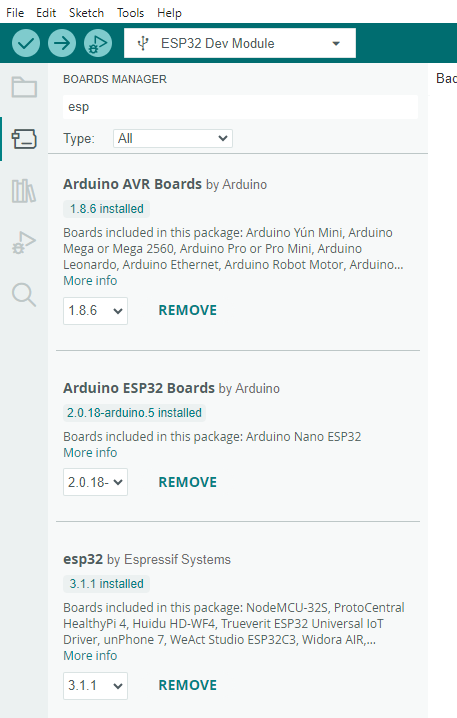 File Edit Sketch Tools Help
ESP32 Dev Module
BOARDS MANAGER
Bac
esp
Type: All
Arduino AVR Boards by Arduino
1.8.6 installed
Boards included in this package: Arduino Yún Mini, Arduino
Mega or Mega 2560, Arduino Pro or Pro Mini, Arduino
Leonardo, Arduino Ethernet, Arduino Robot Motor, Arduino...
More info
1.8.6 REMOVE
Arduino ESP32 Boards by Arduino
2.0.18-arduino.5 installed
Boards included in this package: Arduino Nano ESP32
More info
2.0.18- REMOVE
esp32 by Espressif Systems
3.1.1 installed
Boards included in this package: NodeMCU-32S, ProtoCentral
HealthyPi 4, Huidu HD-WF4, Trueverit ESP32 Universal IoT
Driver, unPhone 7, WeAct Studio ESP32C3, Widora AIR,...
More info
3.1.1 REMOVE